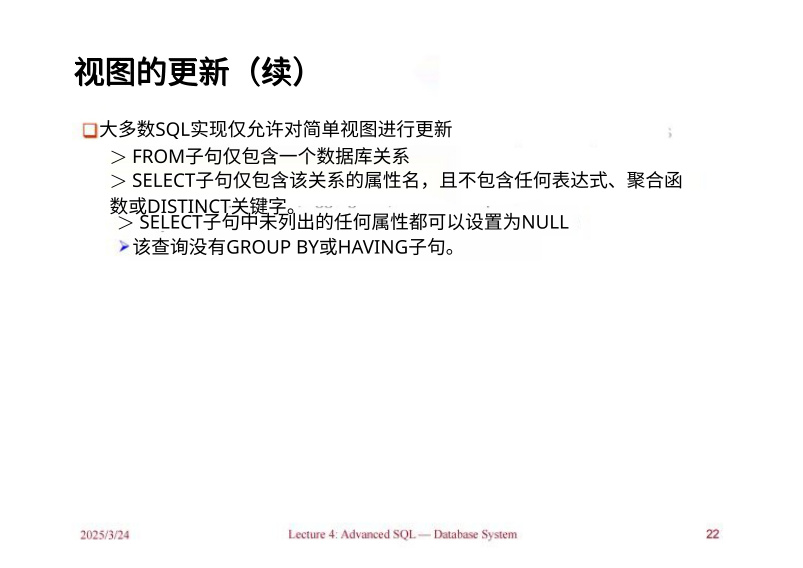 视图的更新（续）
❑大多数SQL实现仅允许对简单视图进行更新
＞ FROM子句仅包含一个数据库关系
＞ SELECT子句仅包含该关系的属性名，且不包含任何表达式、聚合函
数或DISTINCT关键字。
＞ SELECT子句中未列出的任何属性都可以设置为NULL
➢该查询没有GROUP BY或HAVING子句。
2025/3/24 Lecture 4: Advanced SQL — Database System 22